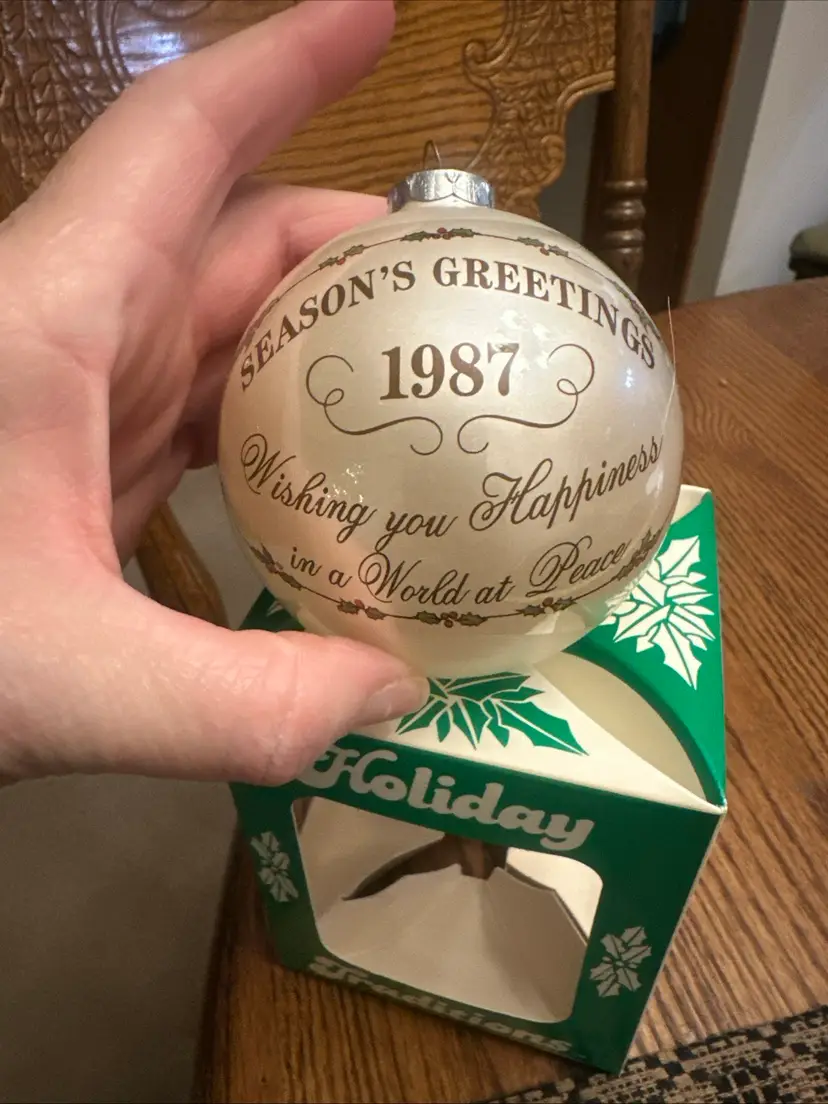 SEASON'S GREETINGS
1987
Wishing you Happiness
in a World at Peace
Holiday
Traditions